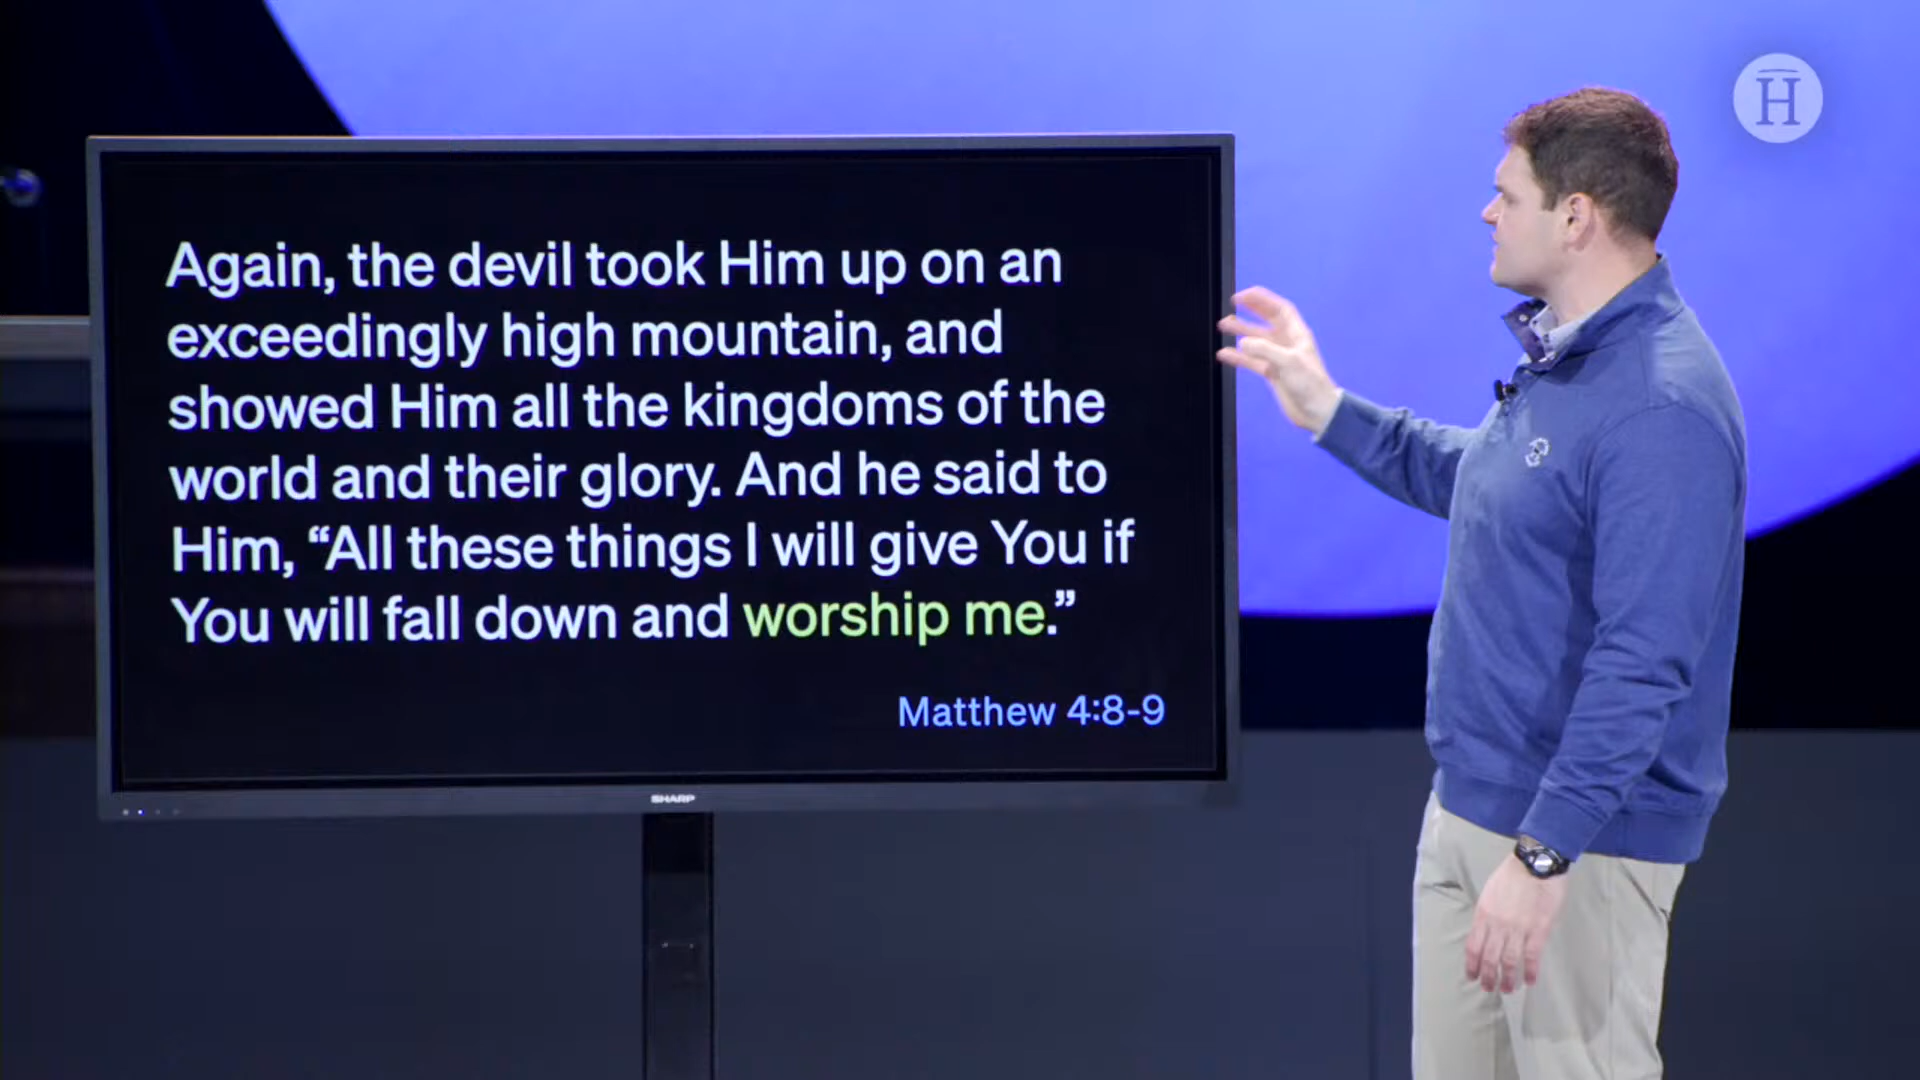 H
Again, the devil took Him up on an
exceedingly high mountain, and
showed Him all the kingdoms of the
world and their glory. And he said to
Him, “All these things I will give You if
You will fall down and worship me.”
Matthew 4:8-9
SHARP